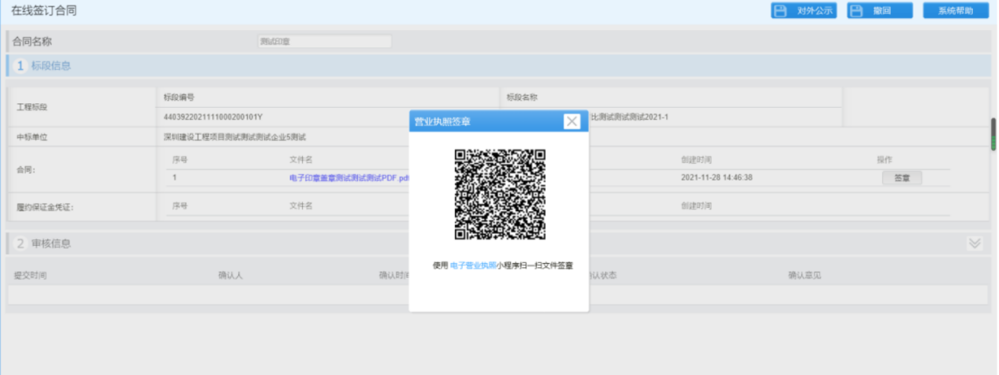 在线签订合同 对外公示 撤回 系统帮助
合同名称 测试印章
1 标段信息
工程标段 标段编号 标段名称
4403922021111000200101Y 比测试测试测试2021-1
营业执照签章
中标单位 深圳建设工程项目测试测试测试企业5测试
合同: 序号 文件名 创建时间 操作
1 电子印章盖章测试测试测试PDF.pdf 2021-11-28 14:46:38 签章
履约保证金凭证: 序号 文件名 创建时间
2 审核信息
使用 电子营业执照小程序扫一扫文件签章
提交时间 确认人 确认时间 认状态 确认意见